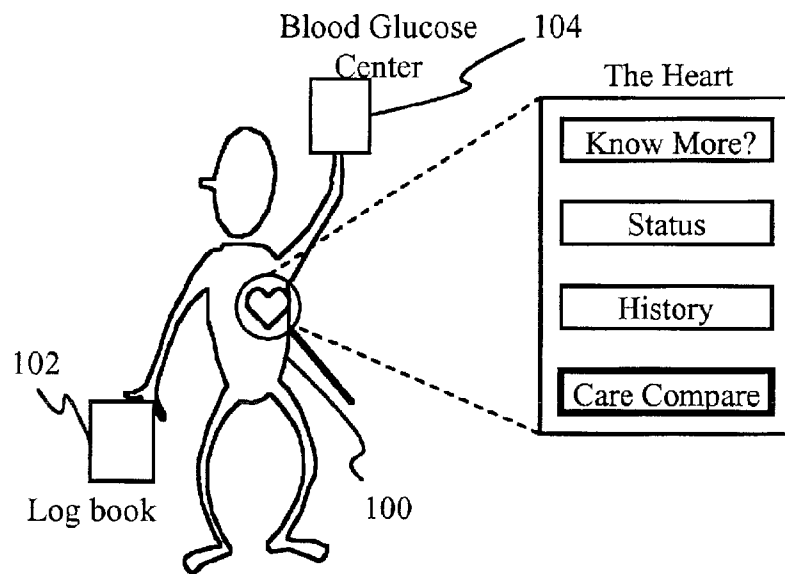 Blood Glucose
Center
104
The Heart
Know More?
Status
History
Care Compare
102
Log book
100